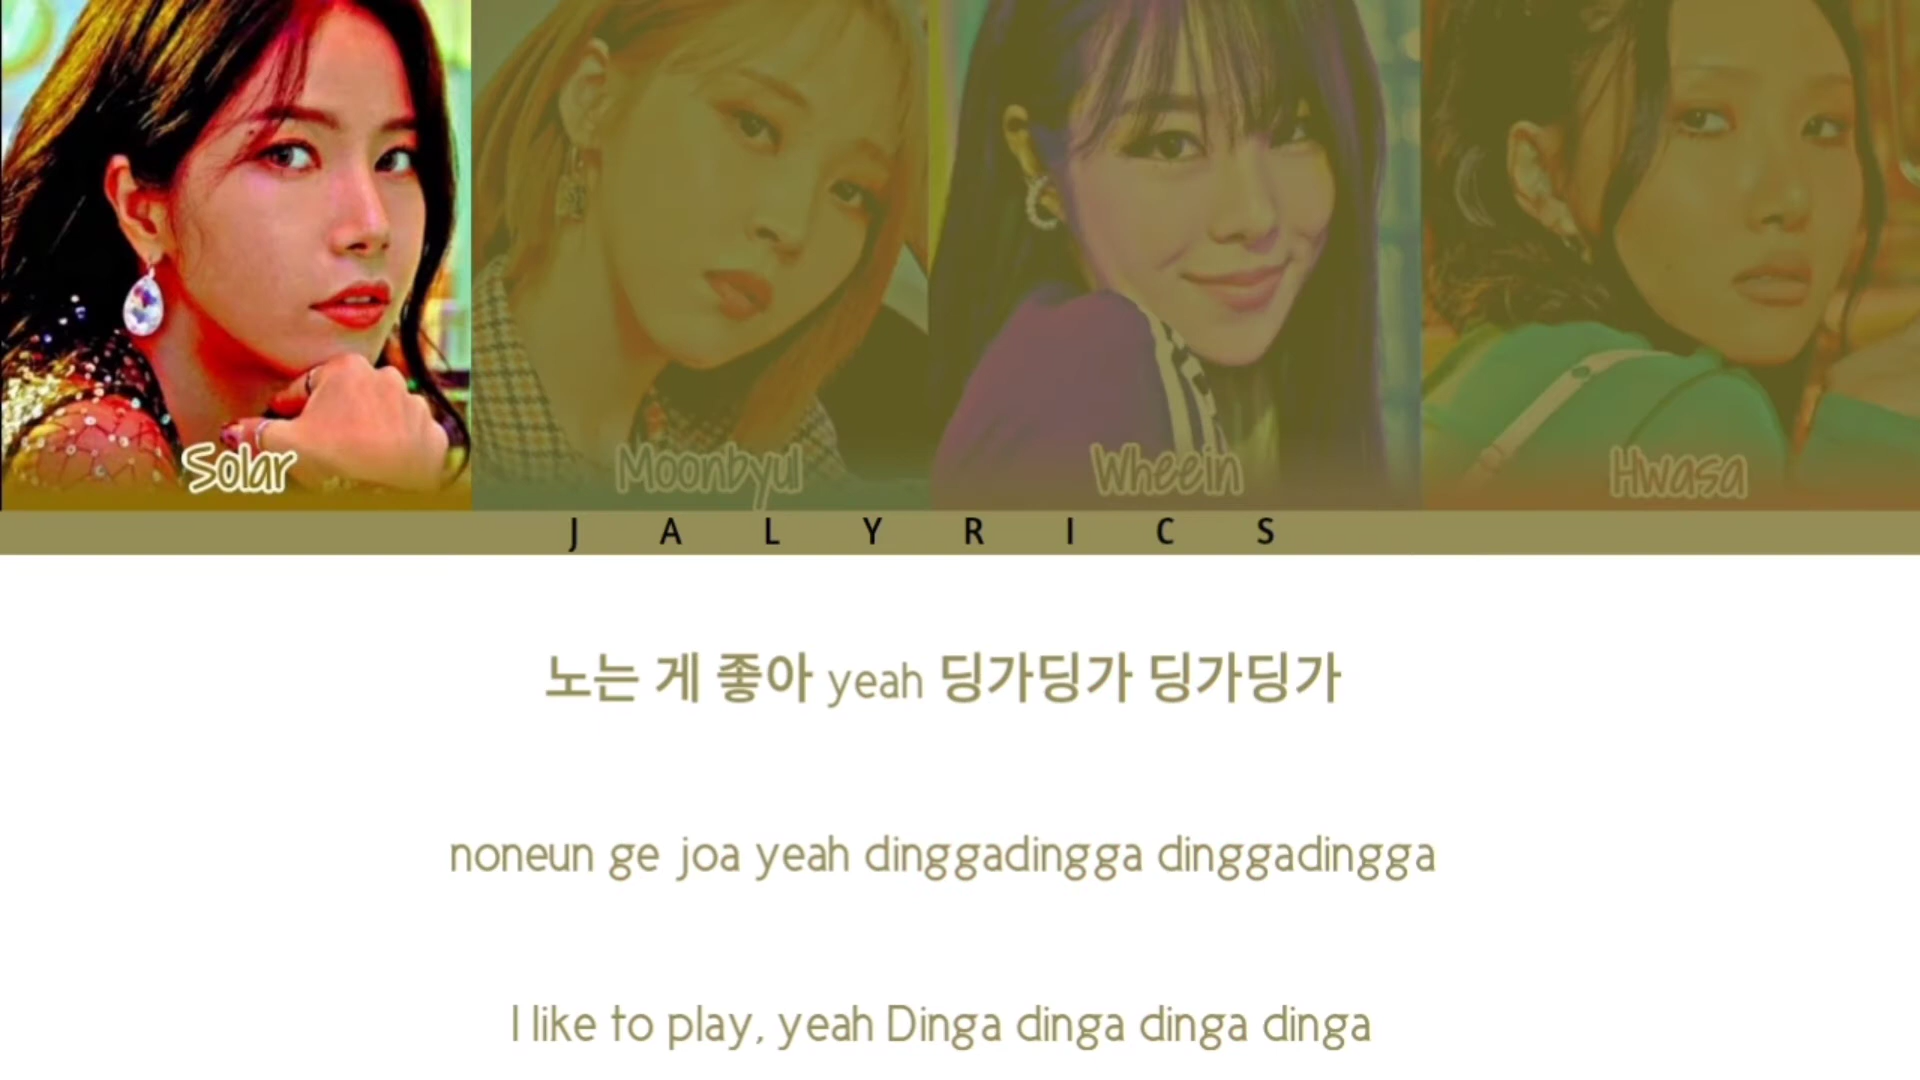 Solar Moonbyul Wheein Hwasa
JALYRICS
노는 게 좋아 yeah 딩가딩가 딩가딩가
noneun ge joa yeah dinggadingga dinggadingga
I like to play, yeah Dinga dinga dinga dinga